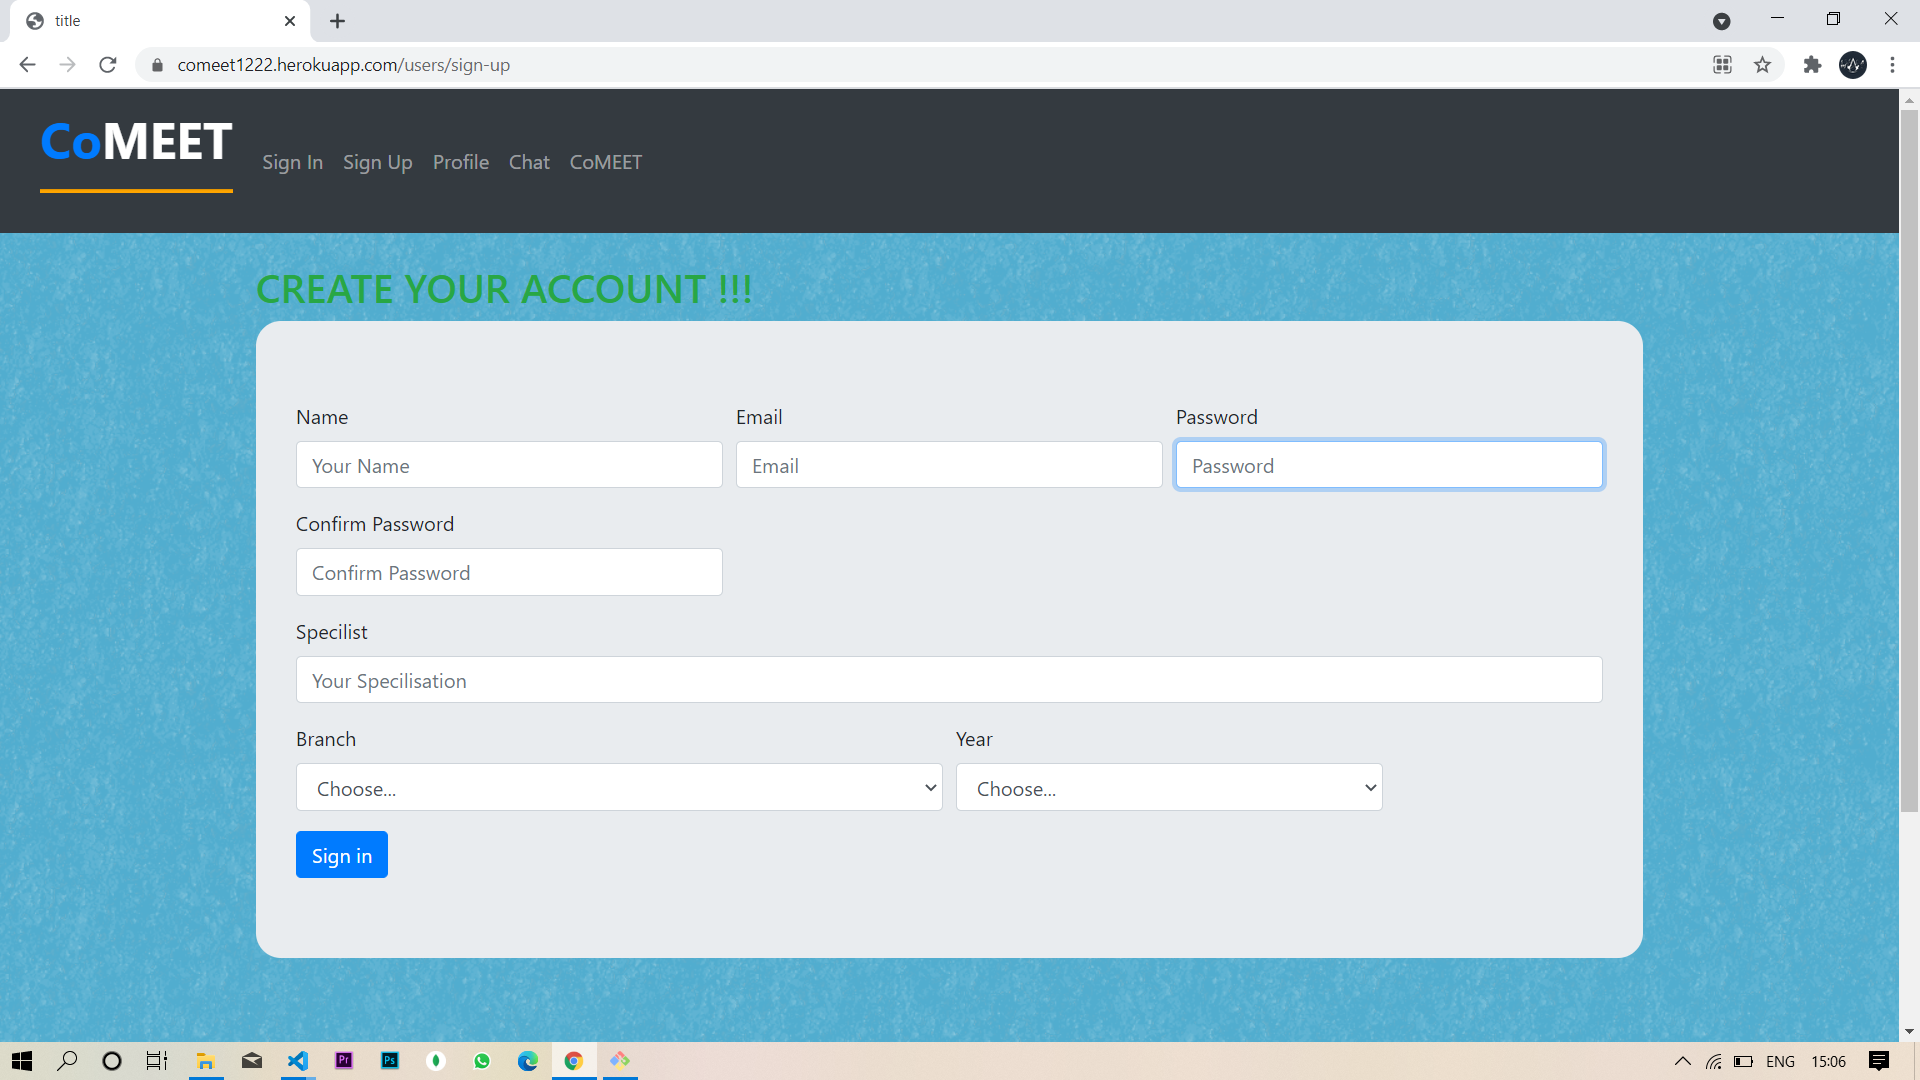 title
comeet1222.herokuapp.com/users/sign-up
CoMEET
Sign In Sign Up Profile Chat CoMEET
CREATE YOUR ACCOUNT !!!
Name Email Password
Your Name Email Password
Confirm Password
Confirm Password
Specilist
Your Specilisation
Branch Year
Choose... Choose...
Sign in
Pr Ps ENG 15:06